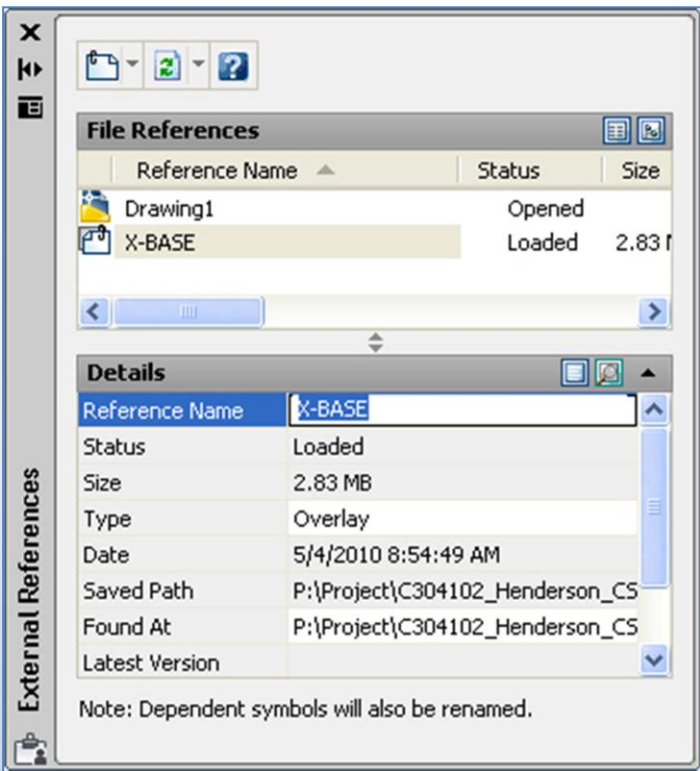 File References
Reference Name Status Size
Drawing1 Opened
X-BASE Loaded 2.83
Details
Reference Name X-BASE
Status Loaded
Size 2.83 MB
Type Overlay
Date 5/4/2010 8:54:49 AM
Saved Path P:\Project\C304102_Henderson_CS
Found At P:\Project\C304102_Henderson_CS
Latest Version
Note: Dependent symbols will also be renamed.
External References